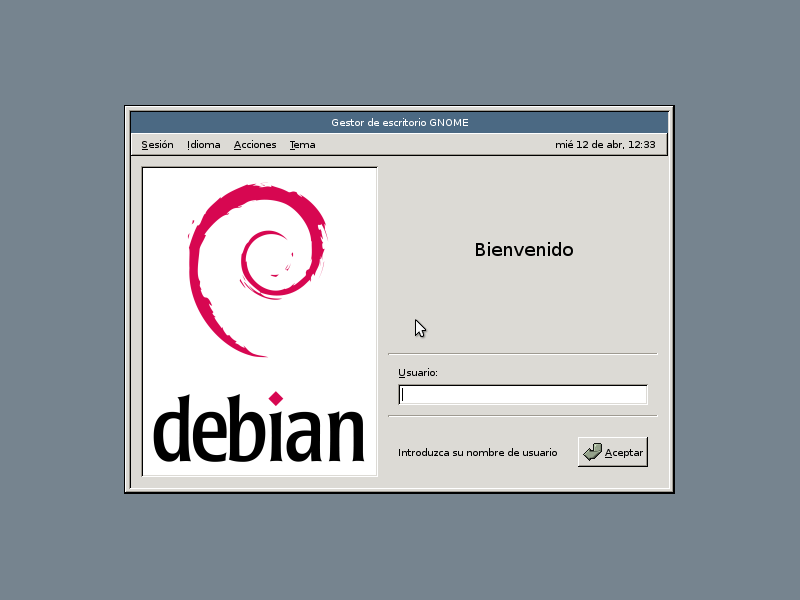 Gestor de escritorio GNOME
Sesión Idioma Acciones Tema mié 12 de abr, 12:33
Bienvenido
debian
Usuario:
Introduzca su nombre de usuario
Aceptar